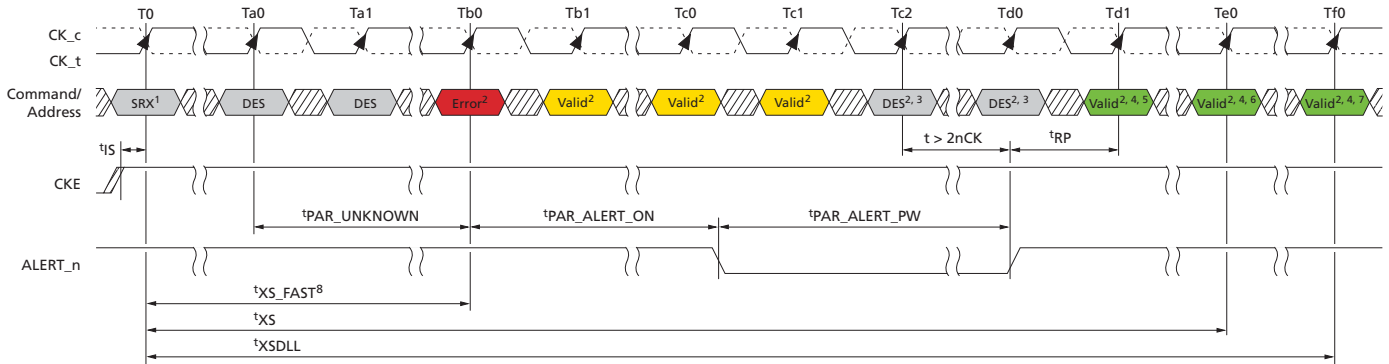 T0 Ta0 Ta1 Tb0 Tb1 Tc0 Tc1 Tc2 Td0 Td1 Te0 Tf0
CK_c
CK_t
Command/
Address
SRX1 DES DES Error2 Valid2 Valid2 Valid2 DES2, 3 DES2, 3 Valid2, 4, 5 Valid2, 4, 6 Valid2, 4, 7
t > 2nCK tRP
tIS
CKE
tPAR_UNKNOWN tPAR_ALERT_ON tPAR_ALERT_PW
ALERT_n
tXS_FAST8
tXS
tXSDLL